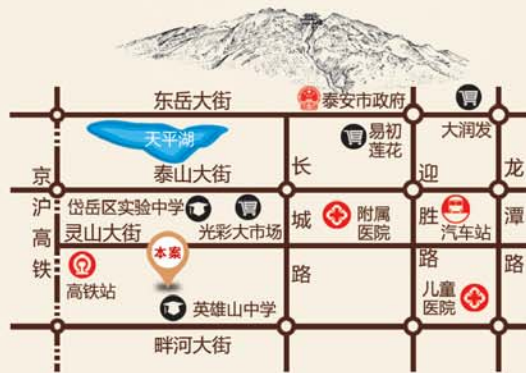 东岳大街
泰安市政府
天平湖
易初
莲花
大润发
泰山大街
京沪高铁
长城路
迎胜路
龙潭路
岱岳区实验中学
光彩大市场
附属
医院
汽车站
灵山大街
本案
高铁站
英雄山中学
儿童
医院
畔河大街